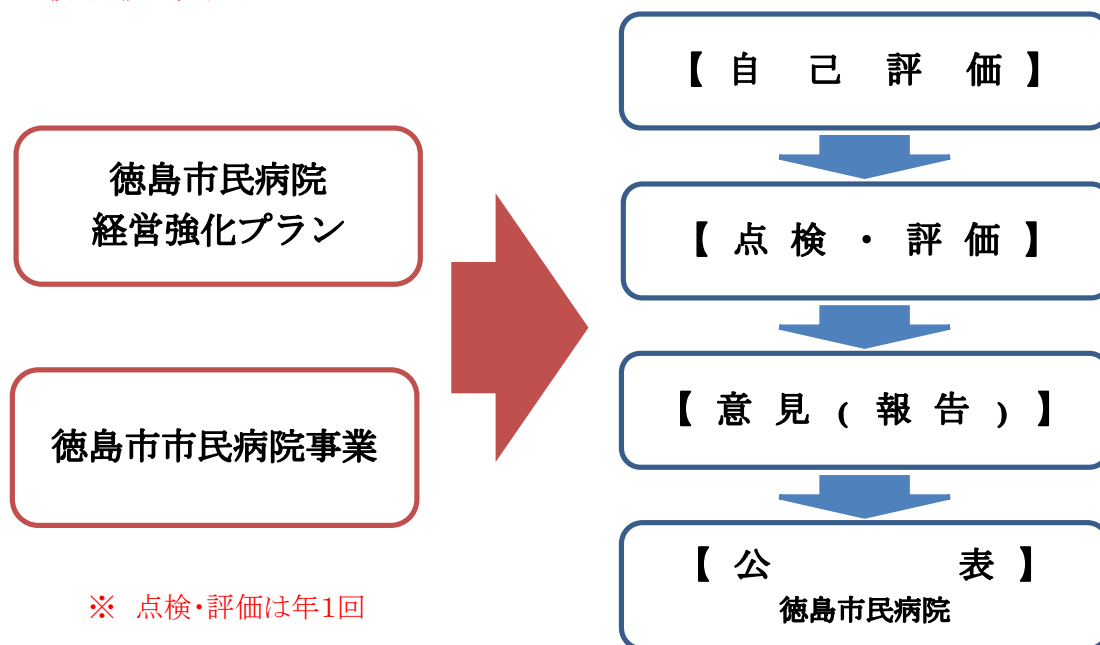 徳島市民病院
経営強化プラン
徳島市市民病院事業
※ 点検・評価は年1回
【 自 己 評 価 】
【 点 検 ・ 評 価 】
【 意 見 ( 報 告 ) 】
【 公 表 】
徳島市民病院